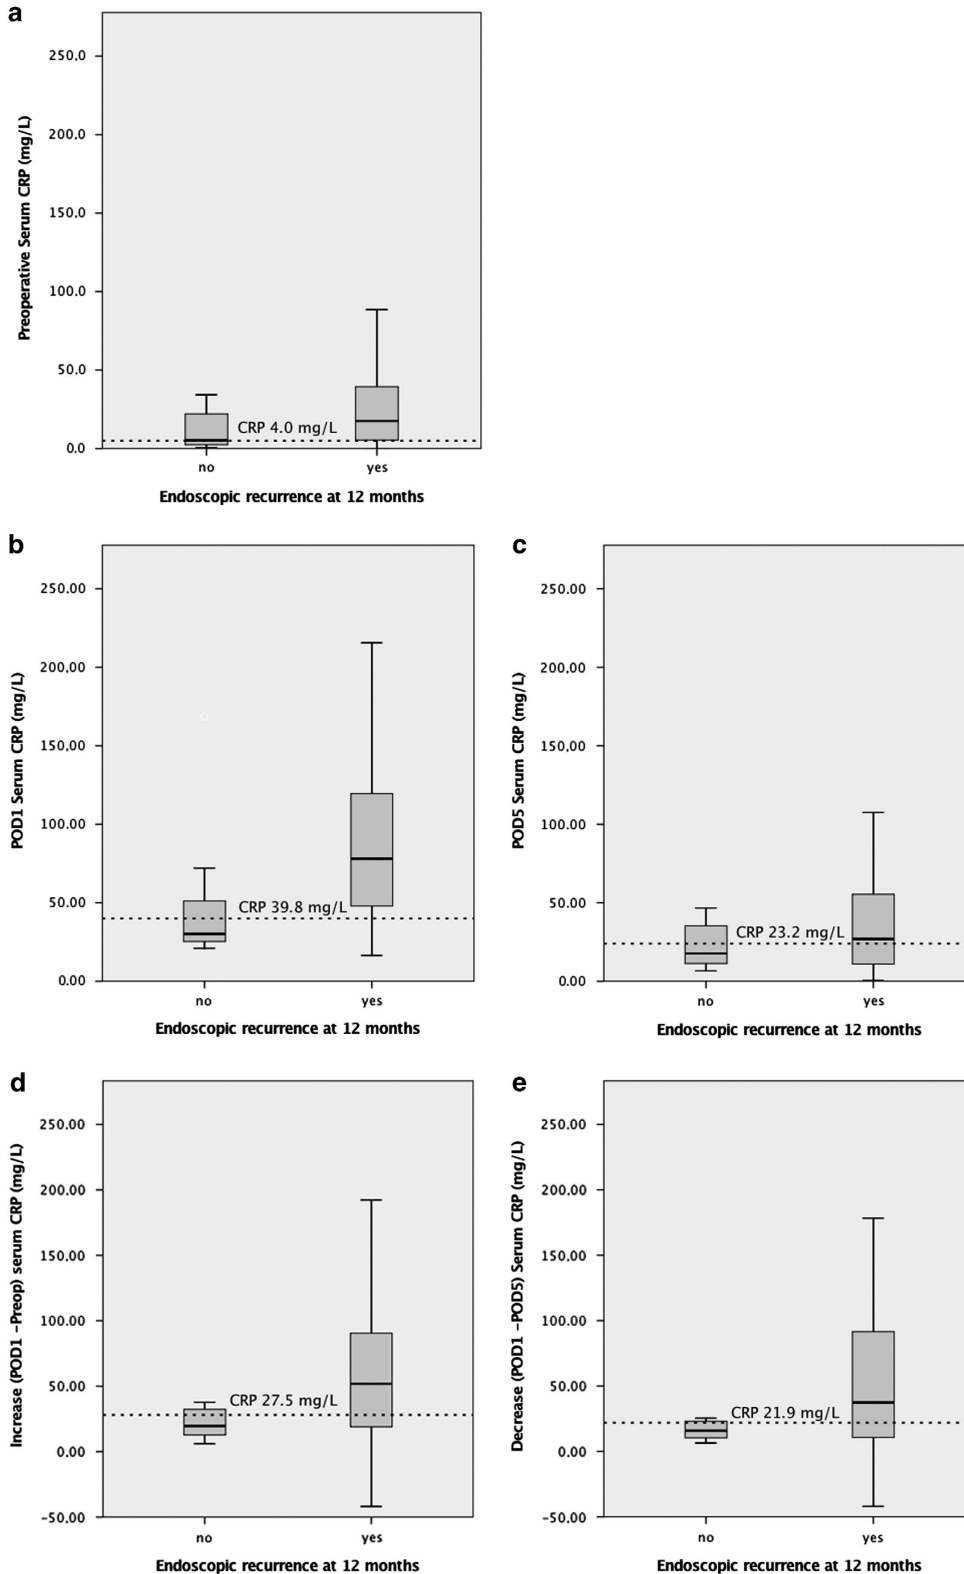 a
Preoperative Serum CRP (mg/L)
250.0
200.0
150.0
100.0
50.0
0.0
CRP 4.0 mg/L
no yes
Endoscopic recurrence at 12 months
b
POD1 Serum CRP (mg/L)
250.00
200.00
150.00
100.00
50.00
0.00
CRP 39.8 mg/L
no yes
Endoscopic recurrence at 12 months
c
POD5 Serum CRP (mg/L)
250.00
200.00
150.00
100.00
50.00
0.00
CRP 23.2 mg/L
no yes
Endoscopic recurrence at 12 months
d
Increase (POD1 -Preop) serum CRP (mg/L)
250.00
200.00
150.00
100.00
50.00
0.00
-50.00
CRP 27.5 mg/L
no yes
Endoscopic recurrence at 12 months
e
Decrease (POD1 -POD5) Serum CRP (mg/L)
250.00
200.00
150.00
100.00
50.00
0.00
-50.00
CRP 21.9 mg/L
no yes
Endoscopic recurrence at 12 months